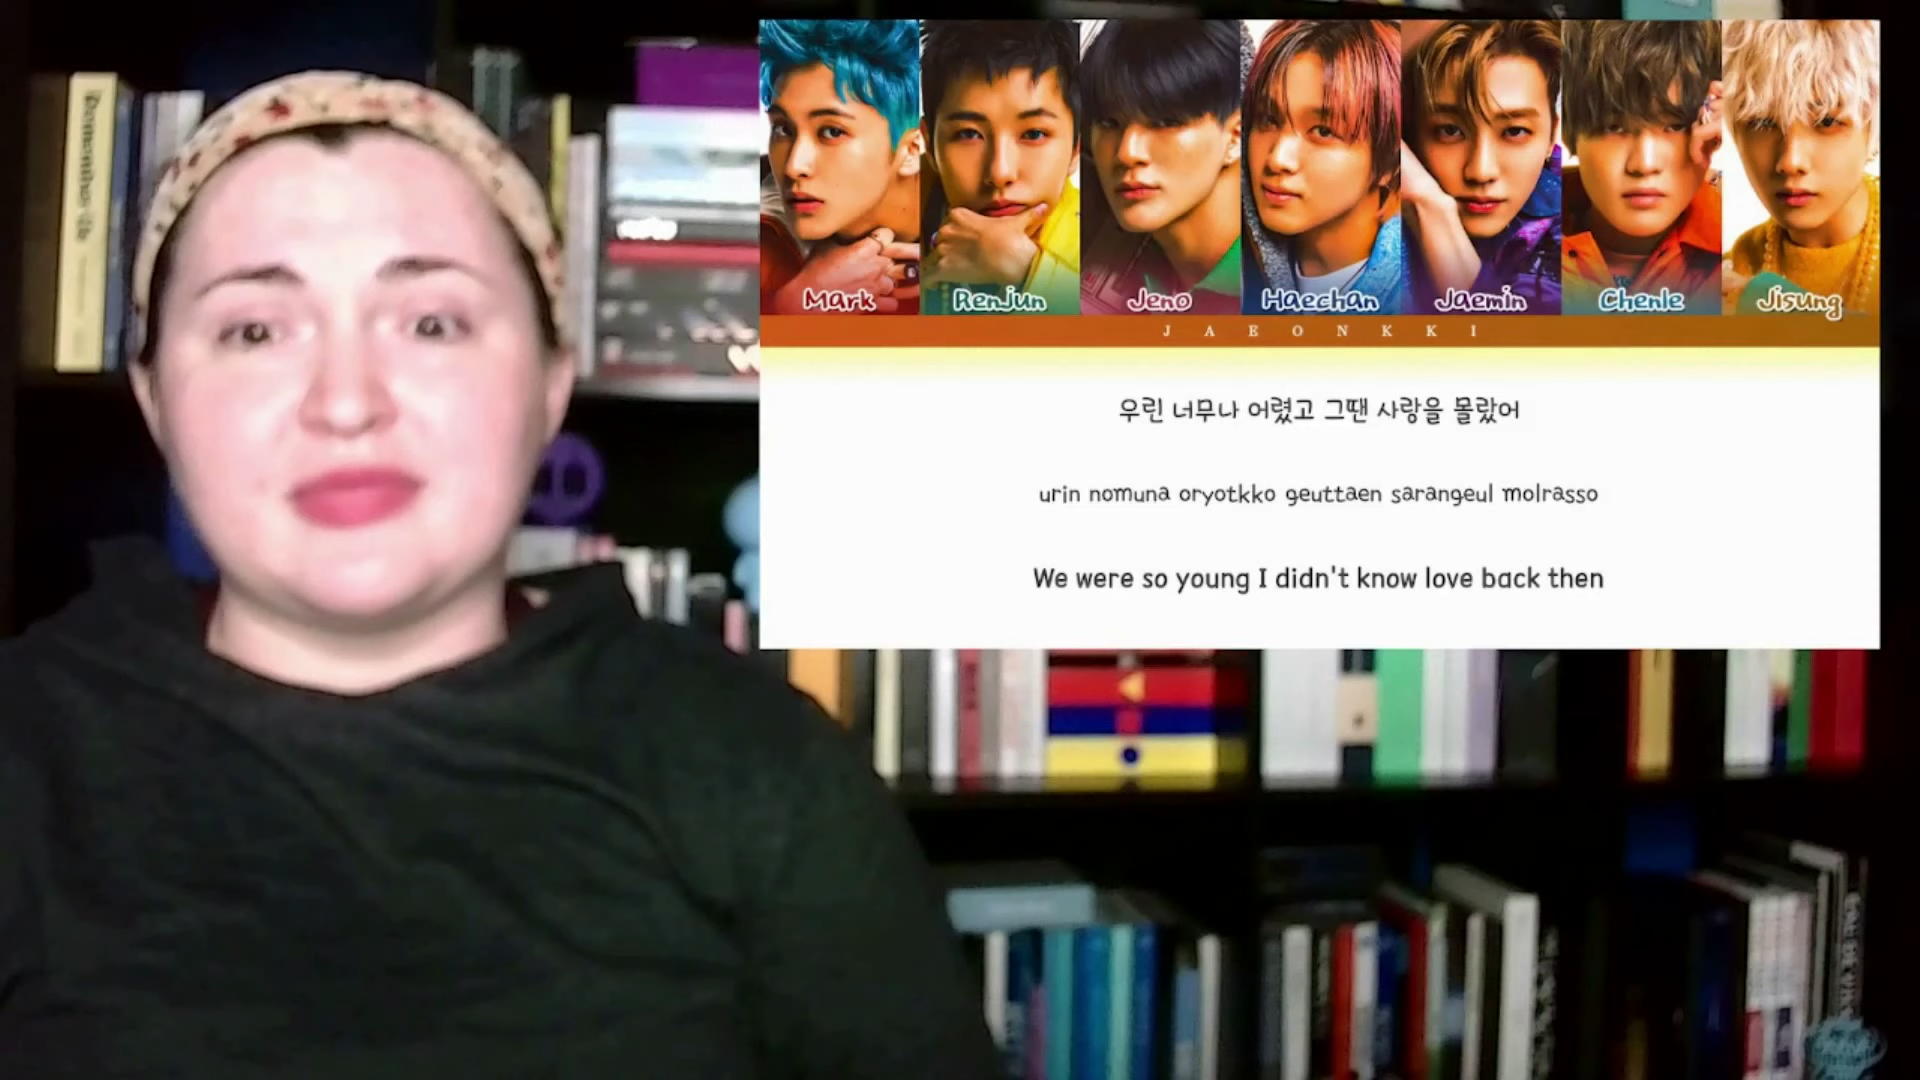 Mark Renjun Jeno Haechan Jaemin Chenle Jisung
JAEONKKI
우린 너무나 어렸고 그땐 사랑을 몰랐어
urin nomuna oryotkko geuttaen sarangeul molrasso
We were so young I didn't know love back then